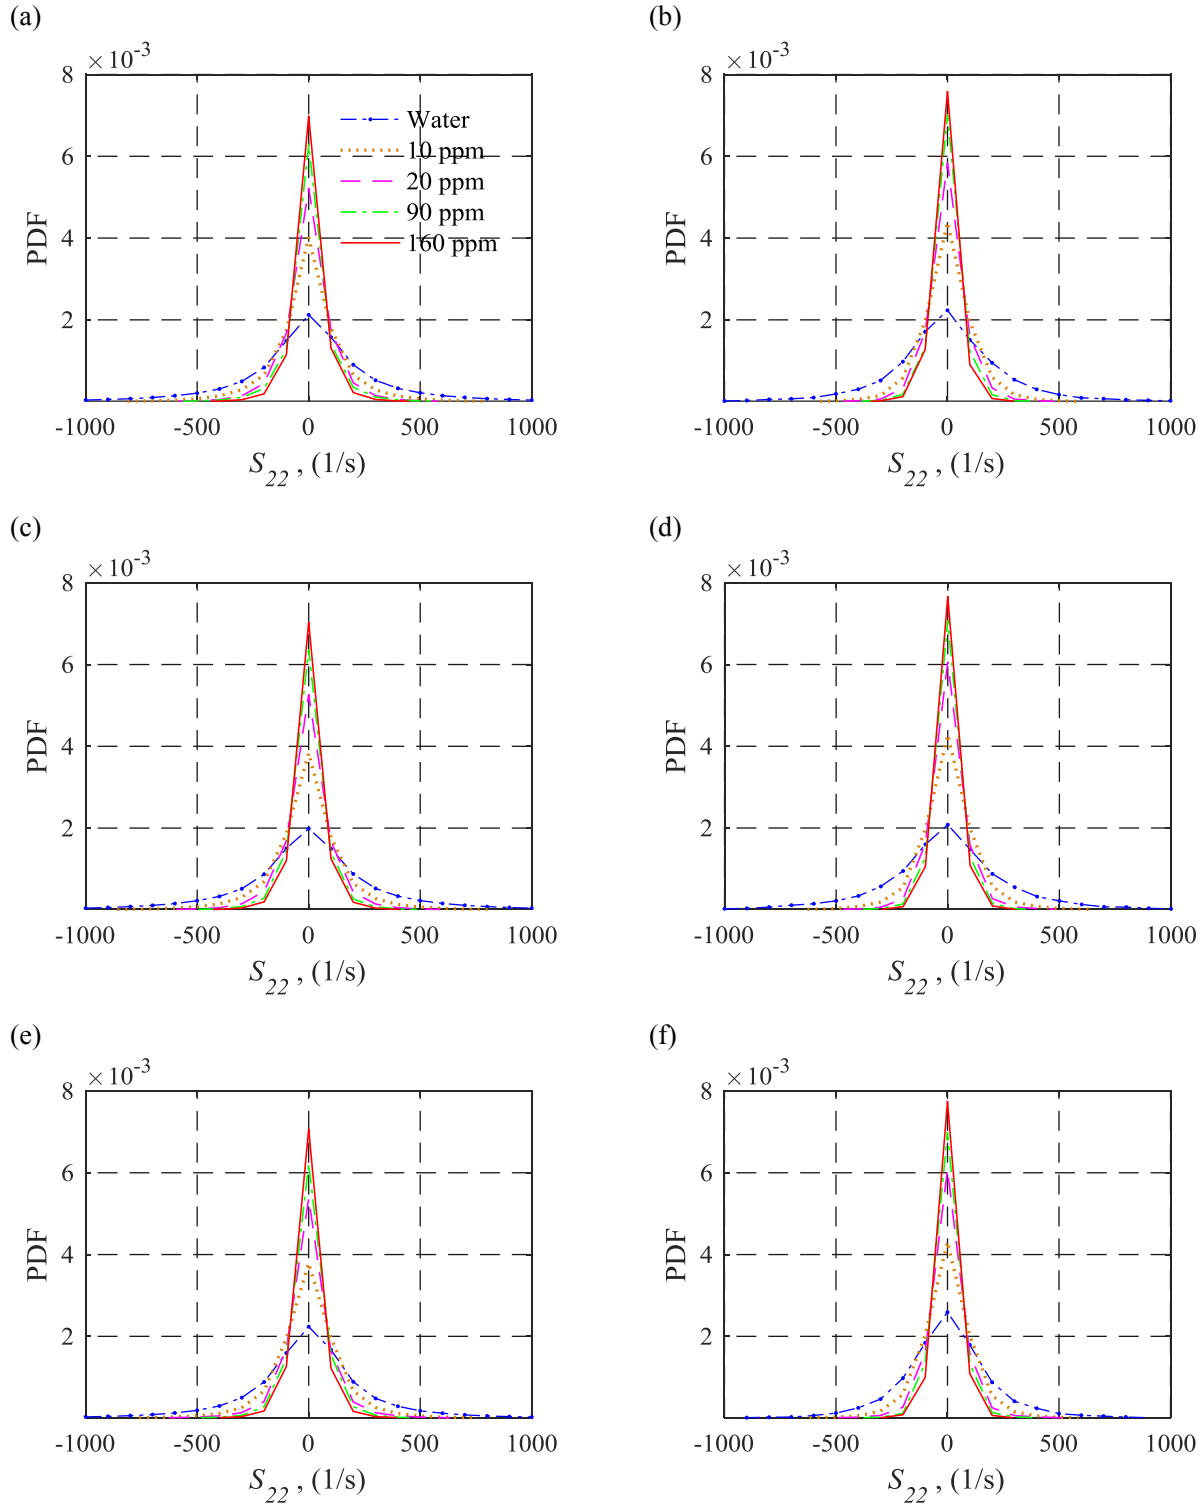 (a) (b)
×10⁻³ ×10⁻³
8 8
Water
10 ppm
6 6
20 ppm
90 ppm
4 4
160 ppm
PDF PDF
2 2
-1000 -500 0 500 1000 -1000 -500 0 500 1000
S₂₂ , (1/s) S₂₂ , (1/s)
(c) (d)
×10⁻³ ×10⁻³
8 8
6 6
PDF PDF
4 4
2 2
-1000 -500 0 500 1000 -1000 -500 0 500 1000
S₂₂ , (1/s) S₂₂ , (1/s)
(e) (f)
×10⁻³ ×10⁻³
8 8
6 6
PDF PDF
4 4
2 2
-1000 -500 0 500 1000 -1000 -500 0 500 1000
S₂₂ , (1/s) S₂₂ , (1/s)